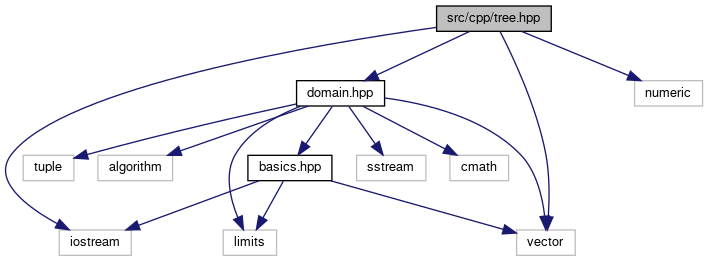 src/cpp/tree.hpp
domain.hpp
numeric
tuple
algorithm
basics.hpp
sstream
cmath
iostream
limits
vector